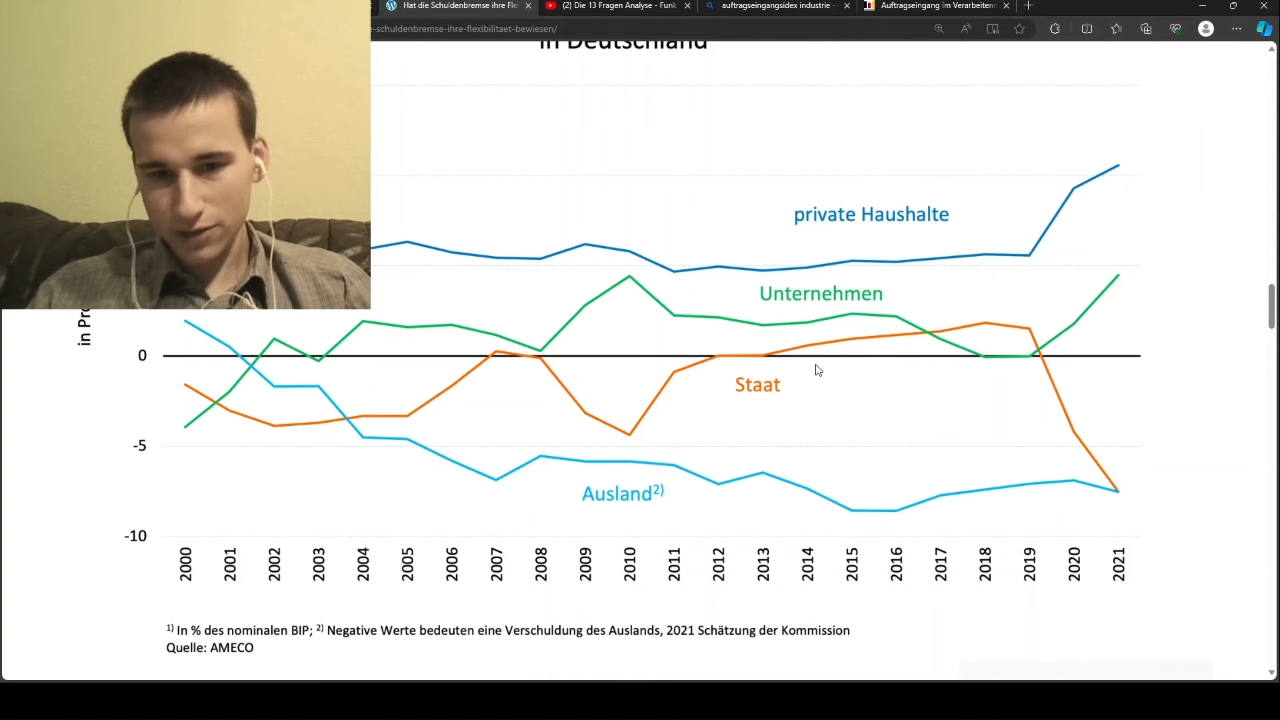 Hat die Schuldenbremse ihre Fle
(2) Die 13 Fragen Analyse - Funk
auftragseingangsidex industrie -
Auftragseingang im Verarbeitend
e-schuldenbremse-ihre-flexibilitaet-bewiesen/
in Deutschland
private Haushalte
Unternehmen
in Pro
0
Staat
-5
Ausland2)
-10
2000 2001 2002 2003 2004 2005 2006 2007 2008 2009 2010 2011 2012 2013 2014 2015 2016 2017 2018 2019 2020 2021
1) In % des nominalen BIP; 2) Negative Werte bedeuten eine Verschuldung des Auslands, 2021 Schätzung der Kommission
Quelle: AMECO